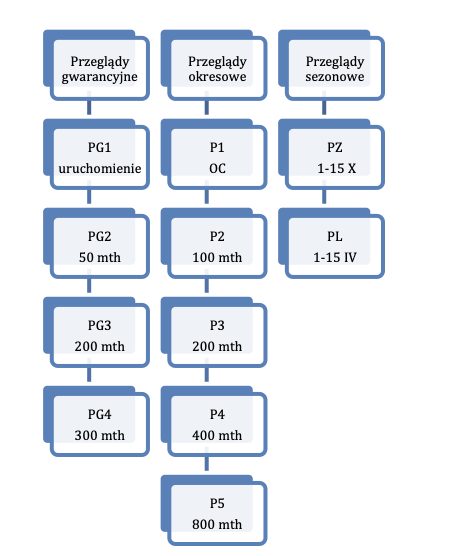 Przeglądy
gwarancyjne
PG1
uruchomienie
PG2
50 mth
PG3
200 mth
PG4
300 mth
Przeglądy
okresowe
P1
OC
P2
100 mth
P3
200 mth
P4
400 mth
P5
800 mth
Przeglądy
sezonowe
PZ
1-15 X
PL
1-15 IV